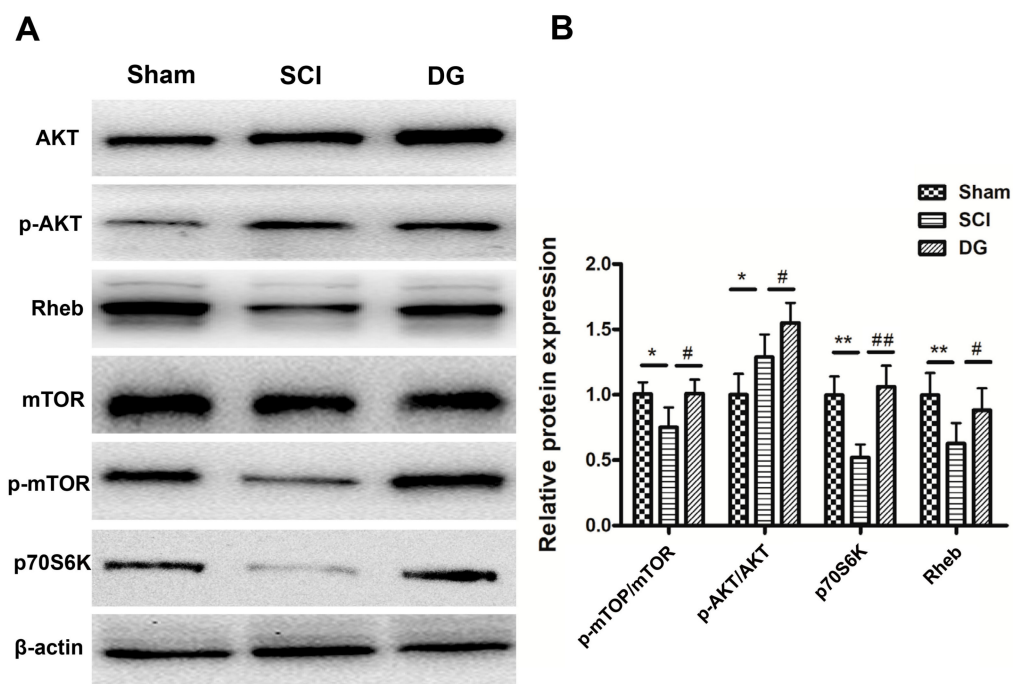 A
Sham SCI DG
AKT
p-AKT
Rheb
mTOR
p-mTOR
p70S6K
β-actin
B
Sham
SCI
DG
Relative protein expression
2.0
1.5
1.0
0.5
0.0
* #
* #
** ##
** #
p-mTOP/mTOR
p-AKT/AKT
p70S6K
Rheb